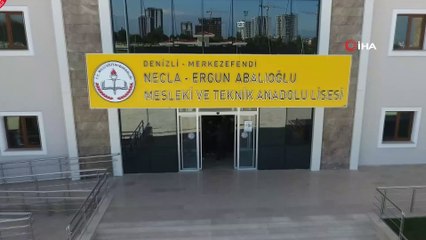 İHA
DENİZLİ - MERKEZEFENDİ
NECLA - ERGUN ABALIOĞLU
MESLEKİ VE TEKNİK ANADOLU LİSESİ